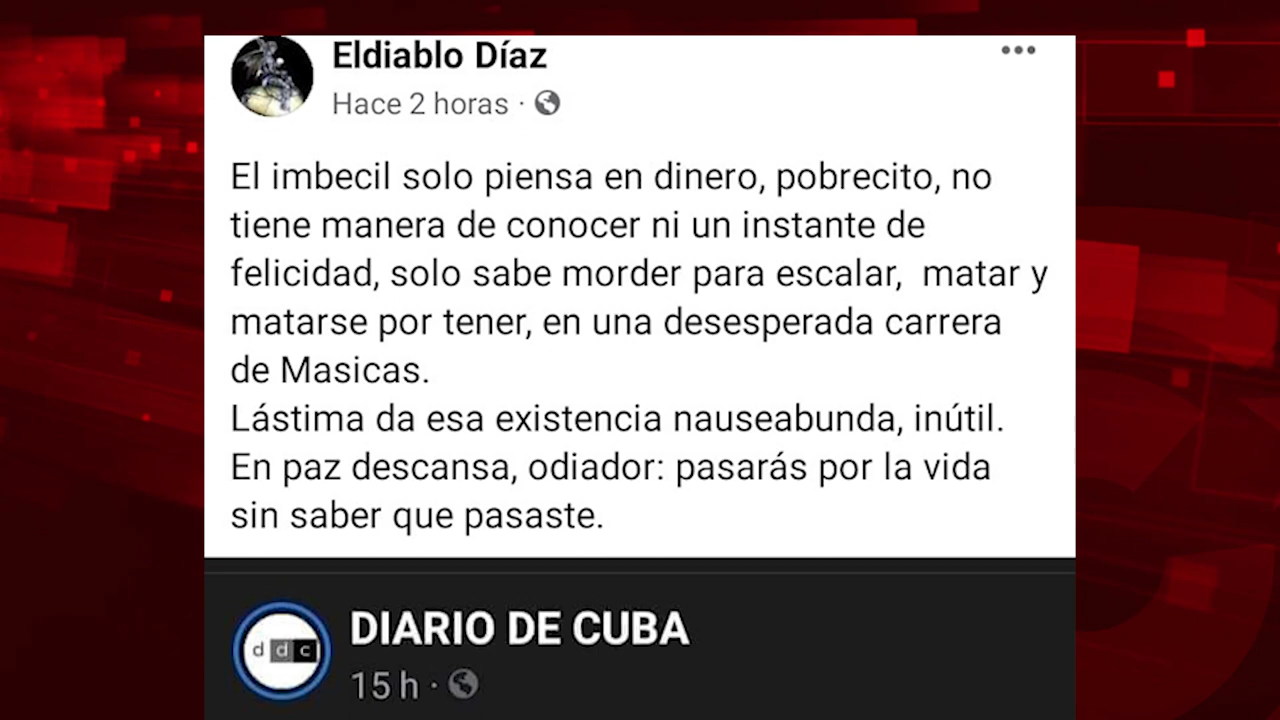 Eldiablo Díaz
Hace 2 horas ·
El imbecil solo piensa en dinero, pobrecito, no
tiene manera de conocer ni un instante de
felicidad, solo sabe morder para escalar,  matar y
matarse por tener, en una desesperada carrera
de Masicas.
Lástima da esa existencia nauseabunda, inútil.
En paz descansa, odiador: pasarás por la vida
sin saber que pasaste.
DIARIO DE CUBA
ddc
15 h ·